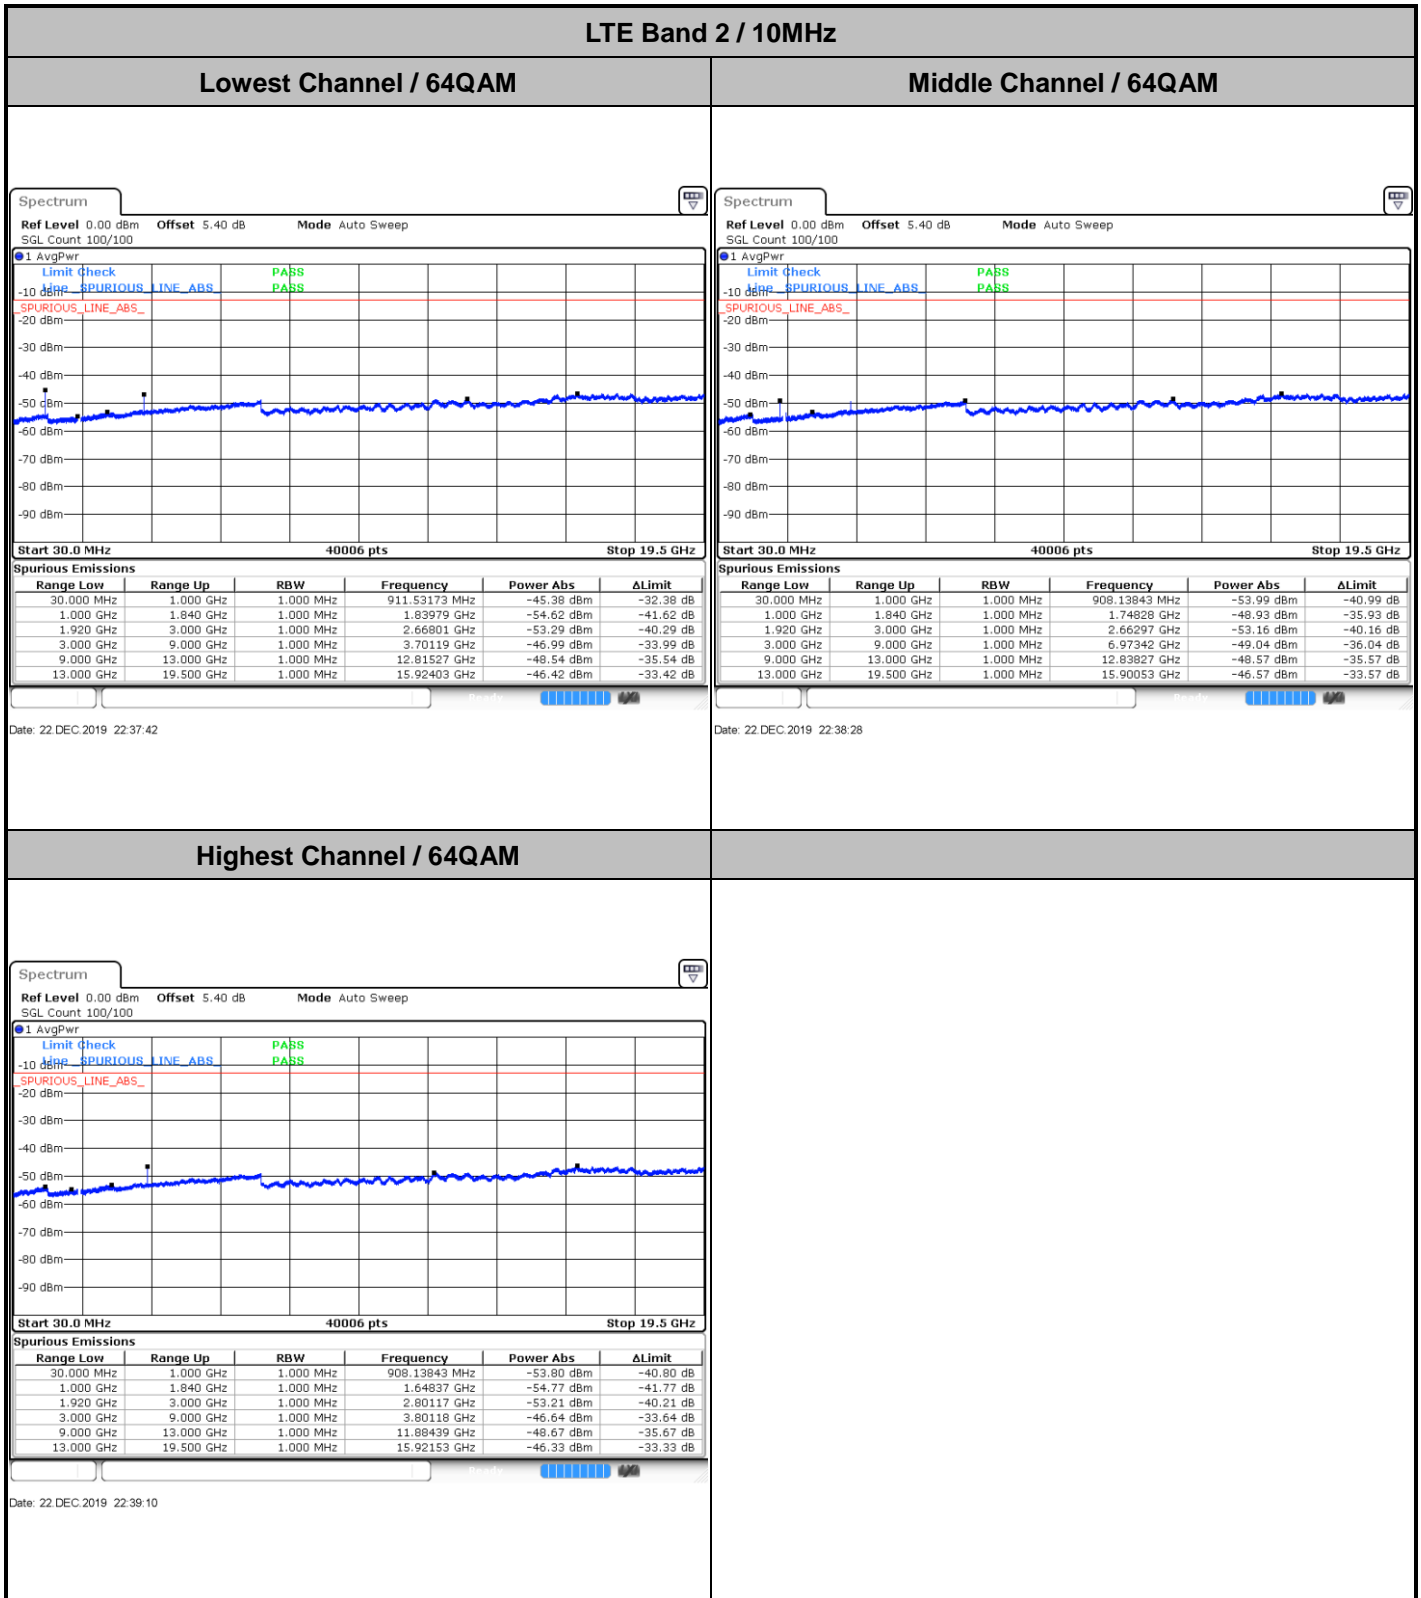 LTE Band 2 / 10MHz
Lowest Channel / 64QAM
Middle Channel / 64QAM
Spectrum
Ref Level 0.00 dBm Offset 5.40 dB Mode Auto Sweep
SGL Count 100/100
1 AvgPwr
Limit Check PASS
Line _SPURIOUS_LINE_ABS_ PASS
-10 dBm
_SPURIOUS_LINE_ABS_
-20 dBm
-30 dBm
-40 dBm
-50 dBm
-60 dBm
-70 dBm
-80 dBm
-90 dBm
Start 30.0 MHz 40006 pts Stop 19.5 GHz
Spurious Emissions
Range Low Range Up RBW Frequency Power Abs ΔLimit
30.000 MHz 1.000 GHz 1.000 MHz 911.53173 MHz -45.38 dBm -32.38 dB
1.000 GHz 1.840 GHz 1.000 MHz 1.83979 GHz -54.62 dBm -41.62 dB
1.920 GHz 3.000 GHz 1.000 MHz 2.66801 GHz -53.29 dBm -40.29 dB
3.000 GHz 9.000 GHz 1.000 MHz 3.70119 GHz -46.99 dBm -33.99 dB
9.000 GHz 13.000 GHz 1.000 MHz 12.81527 GHz -48.54 dBm -35.54 dB
13.000 GHz 19.500 GHz 1.000 MHz 15.92403 GHz -46.42 dBm -33.42 dB
Date: 22.DEC.2019 22:37:42
Spectrum
Ref Level 0.00 dBm Offset 5.40 dB Mode Auto Sweep
SGL Count 100/100
1 AvgPwr
Limit Check PASS
Line _SPURIOUS_LINE_ABS_ PASS
-10 dBm
_SPURIOUS_LINE_ABS_
-20 dBm
-30 dBm
-40 dBm
-50 dBm
-60 dBm
-70 dBm
-80 dBm
-90 dBm
Start 30.0 MHz 40006 pts Stop 19.5 GHz
Spurious Emissions
Range Low Range Up RBW Frequency Power Abs ΔLimit
30.000 MHz 1.000 GHz 1.000 MHz 908.13843 MHz -53.99 dBm -40.99 dB
1.000 GHz 1.840 GHz 1.000 MHz 1.74828 GHz -48.93 dBm -35.93 dB
1.920 GHz 3.000 GHz 1.000 MHz 2.66297 GHz -53.16 dBm -40.16 dB
3.000 GHz 9.000 GHz 1.000 MHz 6.97342 GHz -49.04 dBm -36.04 dB
9.000 GHz 13.000 GHz 1.000 MHz 12.83827 GHz -48.57 dBm -35.57 dB
13.000 GHz 19.500 GHz 1.000 MHz 15.90053 GHz -46.57 dBm -33.57 dB
Date: 22.DEC.2019 22:38:28
Highest Channel / 64QAM
Spectrum
Ref Level 0.00 dBm Offset 5.40 dB Mode Auto Sweep
SGL Count 100/100
1 AvgPwr
Limit Check PASS
Line _SPURIOUS_LINE_ABS_ PASS
-10 dBm
_SPURIOUS_LINE_ABS_
-20 dBm
-30 dBm
-40 dBm
-50 dBm
-60 dBm
-70 dBm
-80 dBm
-90 dBm
Start 30.0 MHz 40006 pts Stop 19.5 GHz
Spurious Emissions
Range Low Range Up RBW Frequency Power Abs ΔLimit
30.000 MHz 1.000 GHz 1.000 MHz 908.13843 MHz -53.80 dBm -40.80 dB
1.000 GHz 1.840 GHz 1.000 MHz 1.64837 GHz -54.77 dBm -41.77 dB
1.920 GHz 3.000 GHz 1.000 MHz 2.80117 GHz -53.21 dBm -40.21 dB
3.000 GHz 9.000 GHz 1.000 MHz 3.80118 GHz -46.64 dBm -33.64 dB
9.000 GHz 13.000 GHz 1.000 MHz 11.88439 GHz -48.67 dBm -35.67 dB
13.000 GHz 19.500 GHz 1.000 MHz 15.92153 GHz -46.33 dBm -33.33 dB
Date: 22.DEC.2019 22:39:10